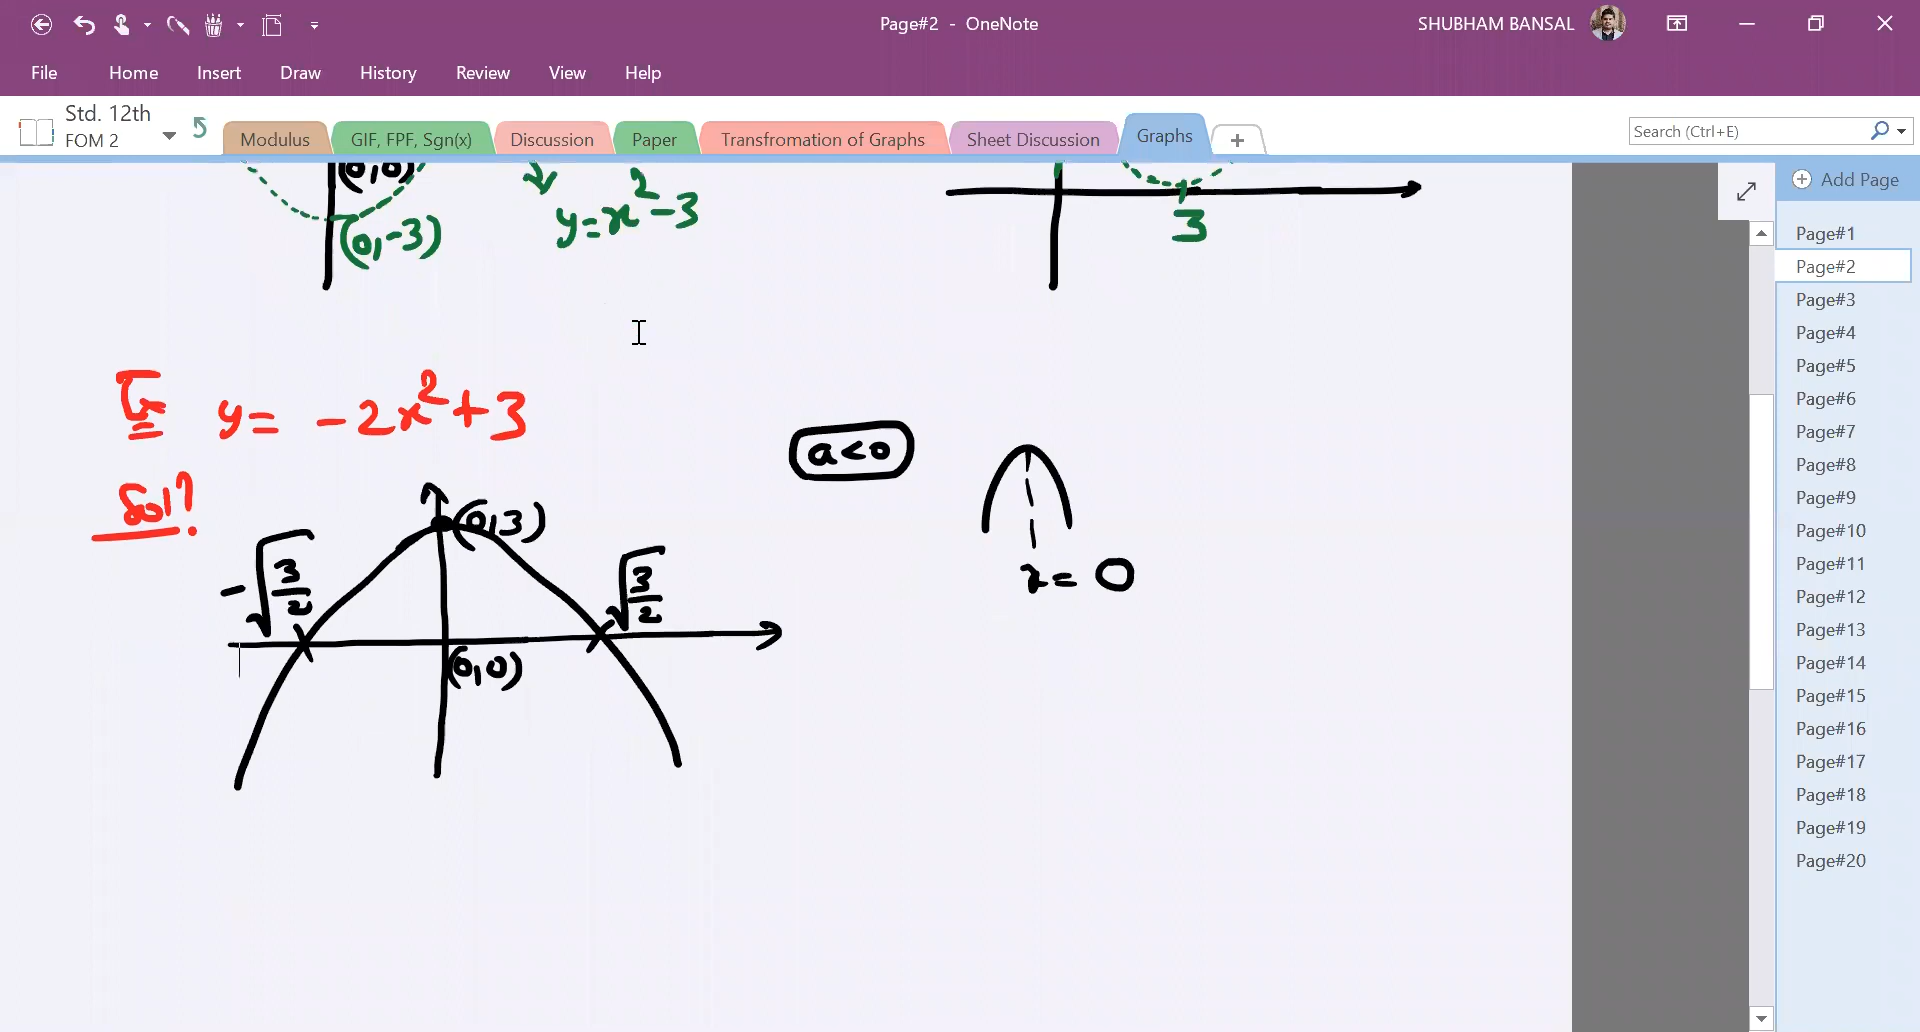 Page#2 - OneNote
SHUBHAM BANSAL
File Home Insert Draw History Review View Help
Std. 12th
FOM 2
Modulus
GIF, FPF, Sgn(x)
Discussion
Paper
Transfromation of Graphs
Sheet Discussion
Graphs
Search (Ctrl+E)
Add Page
Page#1
Page#2
Page#3
Page#4
Page#5
Page#6
Page#7
Page#8
Page#9
Page#10
Page#11
Page#12
Page#13
Page#14
Page#15
Page#16
Page#17
Page#18
Page#19
Page#20
(0,0)
(0,-3)
y=x²-3
3
Ex y= -2x²+3
a<0
Sol?
(0,3)
-√3/2
√3/2
(0,0)
x= 0